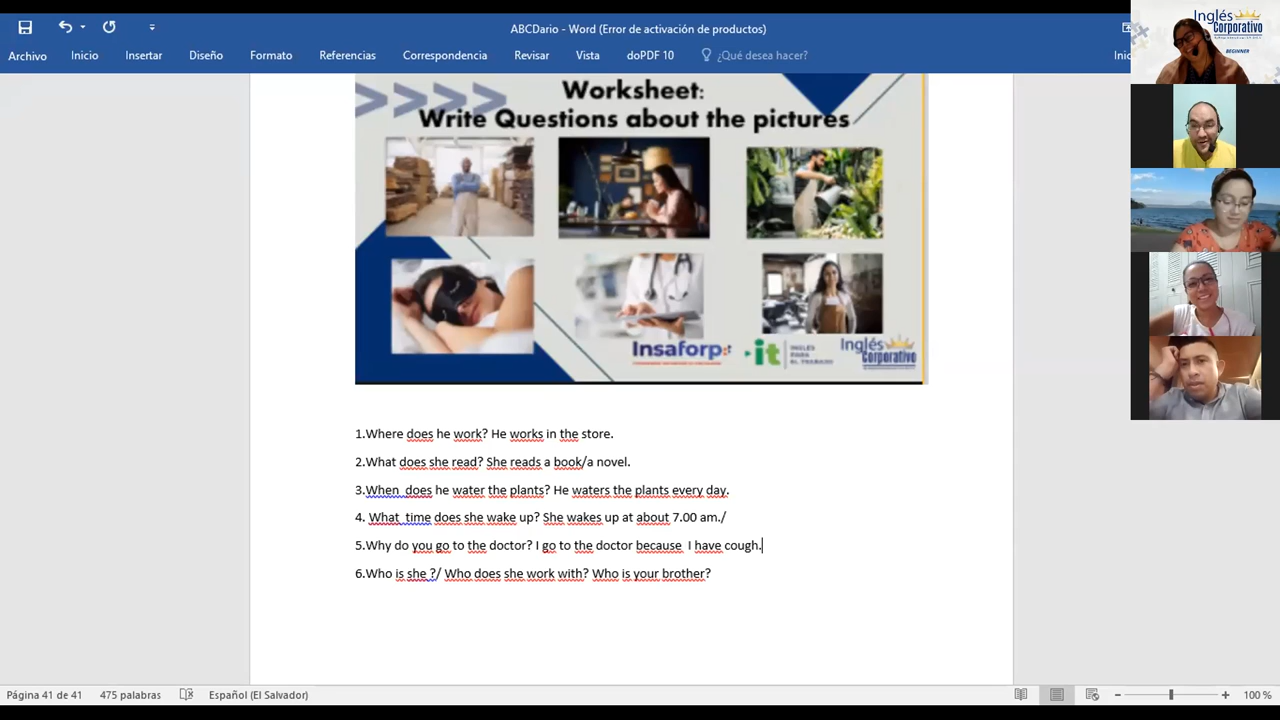 ABCDario - Word (Error de activación de productos)
Archivo Inicio Insertar Diseño Formato Referencias Correspondencia Revisar Vista doPDF 10 ¿Qué desea hacer? Inic
Inglés Corporativo
BEGINNER
Worksheet:
Write Questions about the pictures
Insaforp
it INGLÉS PARA EL TRABAJO
Inglés Corporativo
1.Where does he work? He works in the store.
2.What does she read? She reads a book/a novel.
3.When  does he water the plants? He waters the plants every day.
4. What  time does she wake up? She wakes up at about 7.00 am./
5.Why do you go to the doctor? I go to the doctor because  I have cough.
6.Who is she ?/ Who does she work with? Who is your brother?
Página 41 de 41 475 palabras Español (El Salvador) 100 %